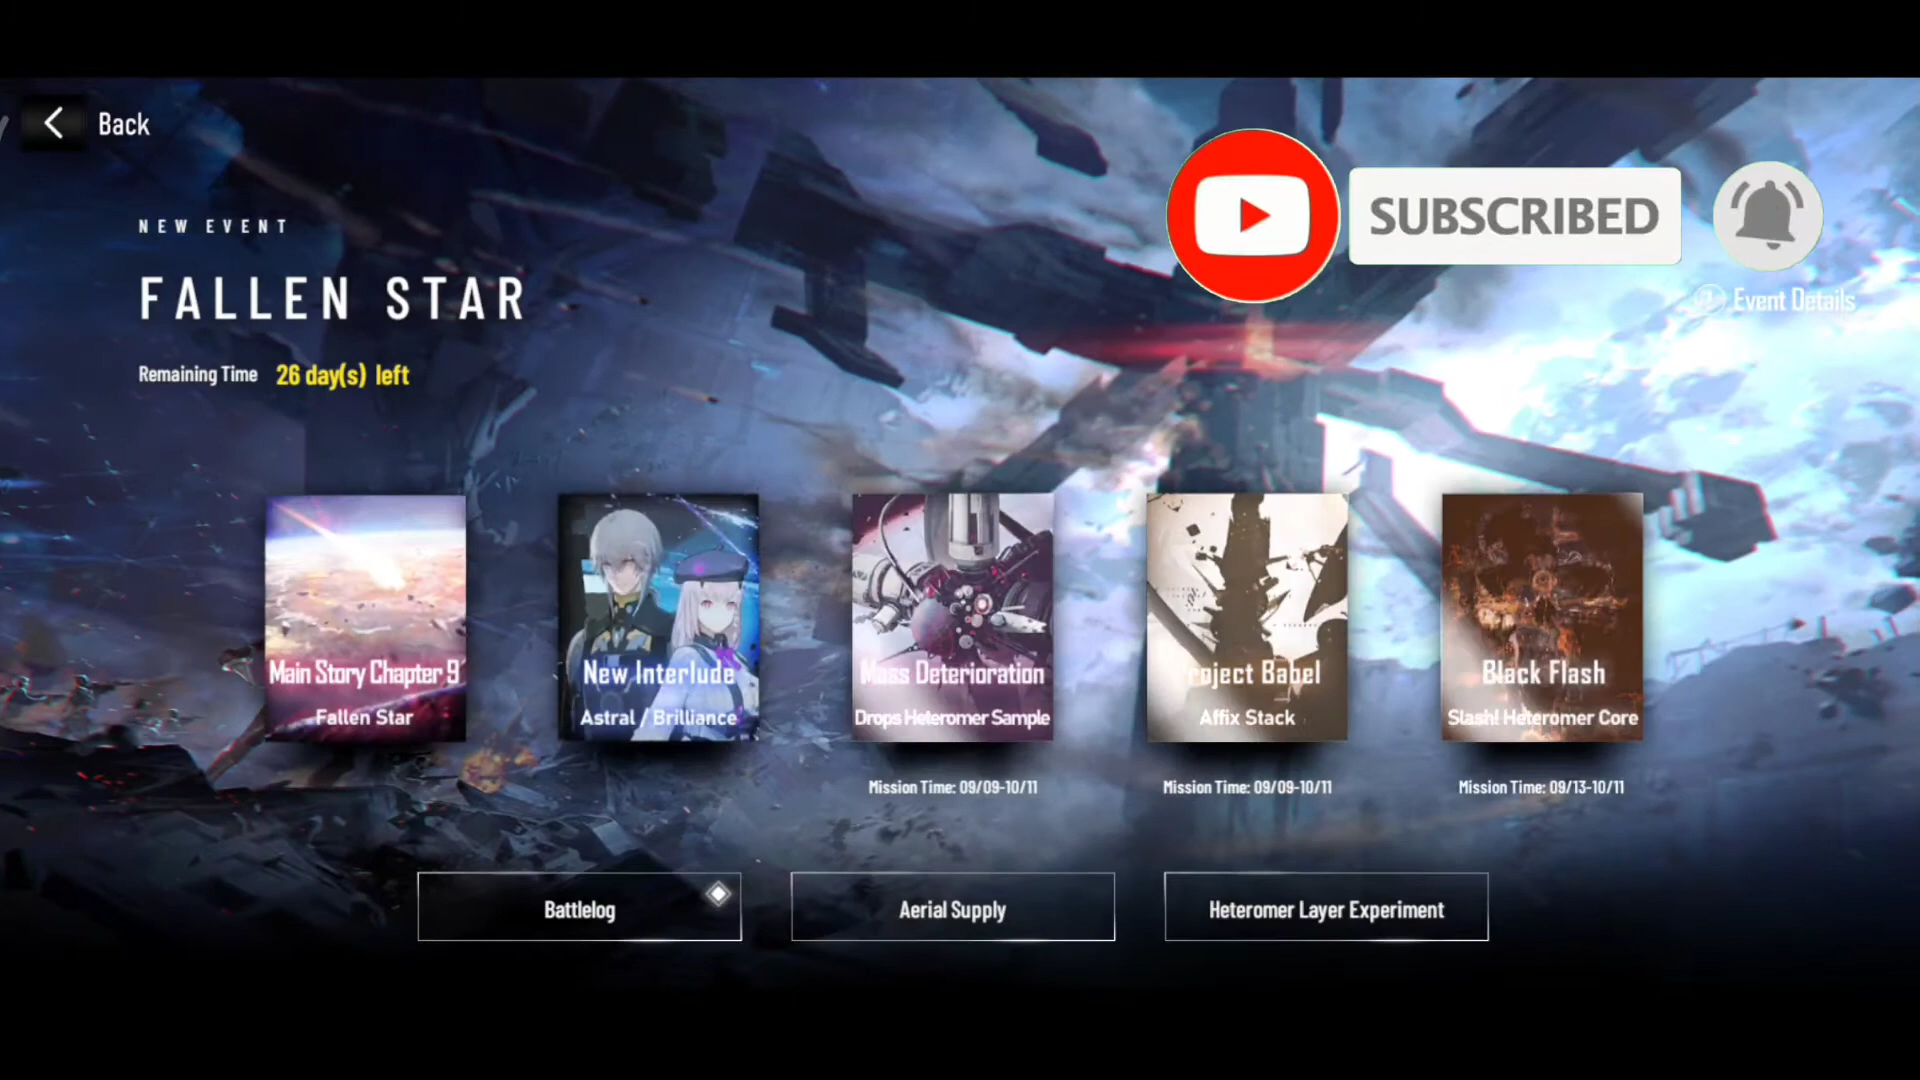 Back
SUBSCRIBED
NEW EVENT
FALLEN STAR
Event Details
Remaining Time 26 day(s) left
Main Story Chapter 9
Fallen Star
New Interlude
Astral / Brilliance
Mass Deterioration
Drops Heteromer Sample
Project Babel
Affix Stack
Black Flash
Slash! Heteromer Core
Mission Time: 09/09-10/11
Mission Time: 09/09-10/11
Mission Time: 09/13-10/11
Battlelog
Aerial Supply
Heteromer Layer Experiment